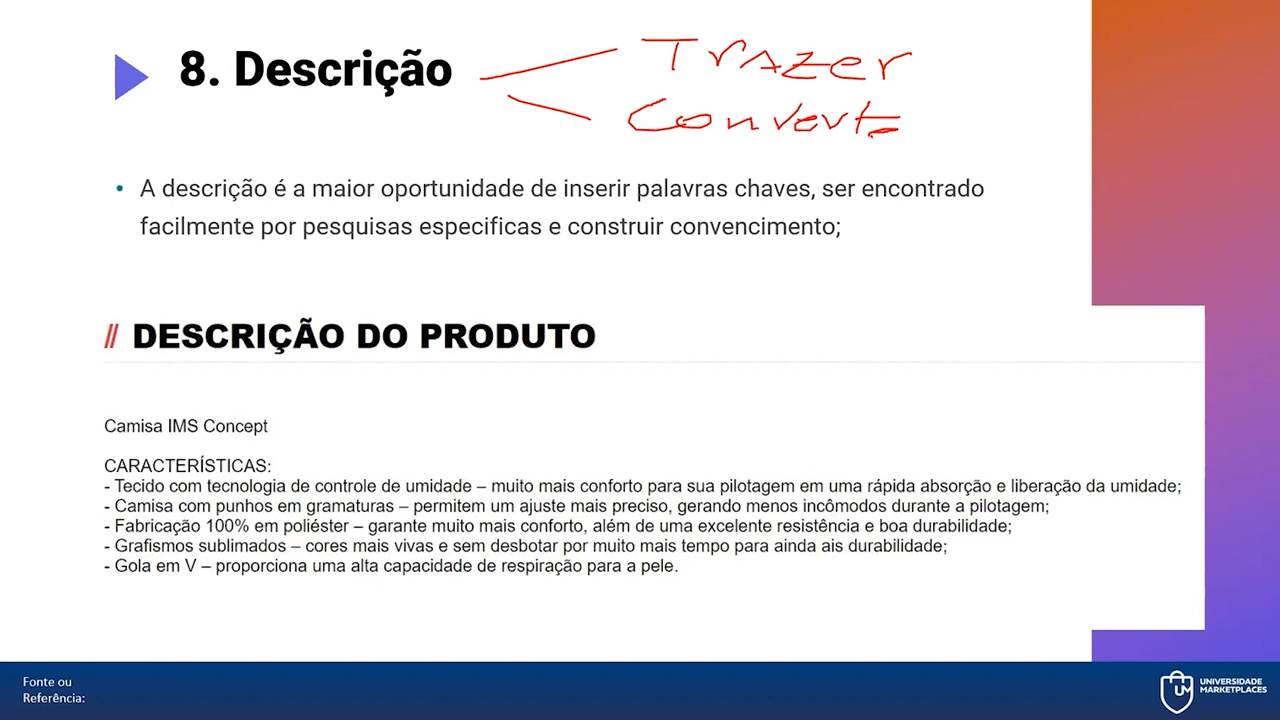 8. Descrição
Trazer
Converte
• A descrição é a maior oportunidade de inserir palavras chaves, ser encontrado
facilmente por pesquisas especificas e construir convencimento;
// DESCRIÇÃO DO PRODUTO
Camisa IMS Concept
CARACTERÍSTICAS:
- Tecido com tecnologia de controle de umidade – muito mais conforto para sua pilotagem em uma rápida absorção e liberação da umidade;
- Camisa com punhos em gramaturas – permitem um ajuste mais preciso, gerando menos incômodos durante a pilotagem;
- Fabricação 100% em poliéster – garante muito mais conforto, além de uma excelente resistência e boa durabilidade;
- Grafismos sublimados – cores mais vivas e sem desbotar por muito mais tempo para ainda ais durabilidade;
- Gola em V – proporciona uma alta capacidade de respiração para a pele.
Fonte ou
Referência:
UM
UNIVERSIDADE
MARKETPLACES